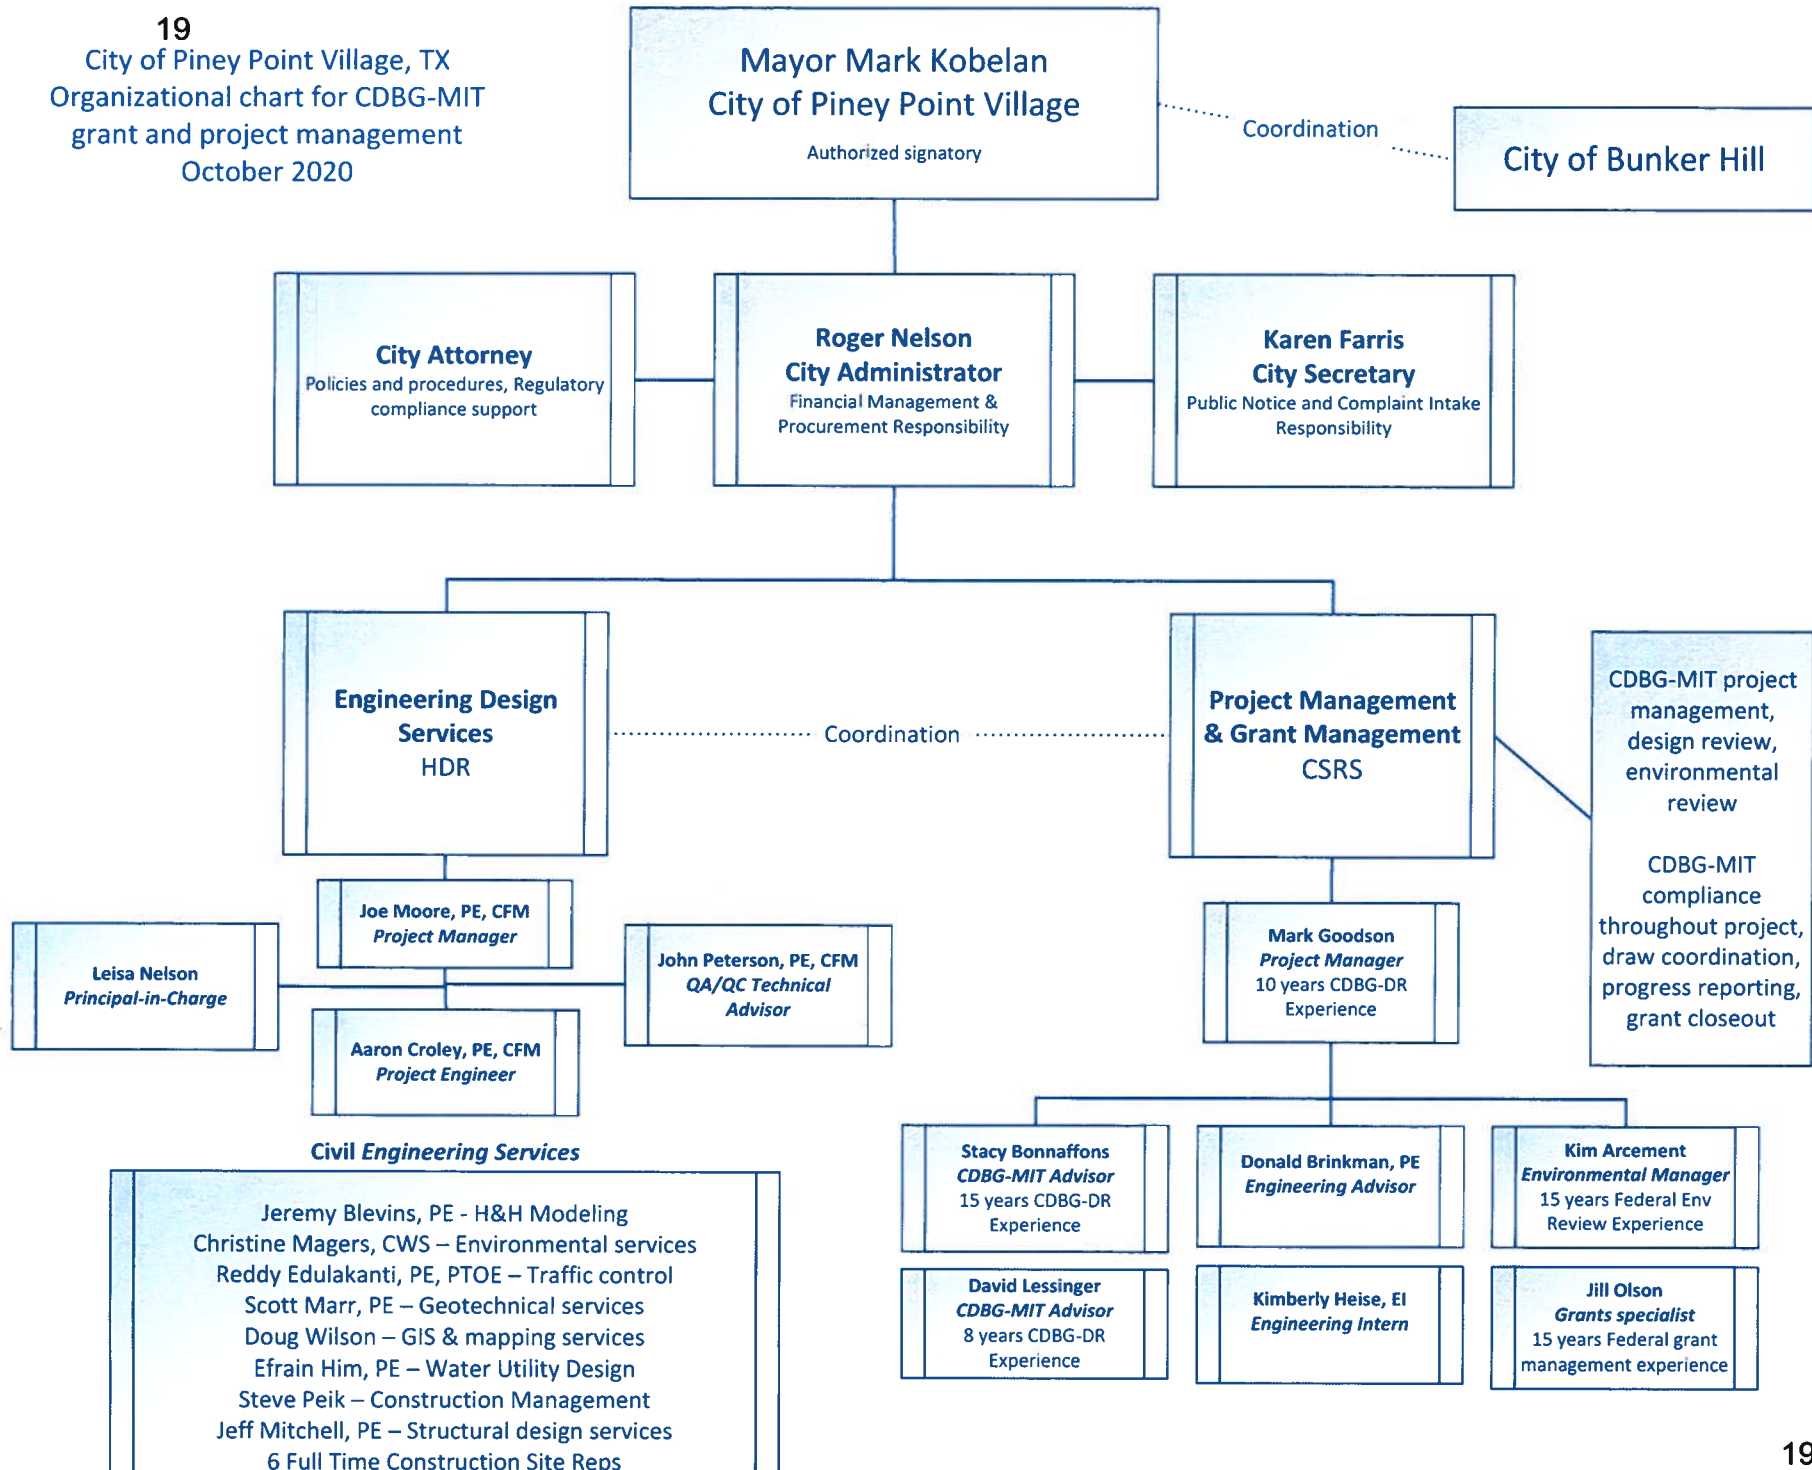 19
City of Piney Point Village, TX
Organizational chart for CDBG-MIT
grant and project management
October 2020
Mayor Mark Kobelan
City of Piney Point Village
Authorized signatory
Coordination
City of Bunker Hill
City Attorney
Policies and procedures, Regulatory
compliance support
Roger Nelson
City Administrator
Financial Management &
Procurement Responsibility
Karen Farris
City Secretary
Public Notice and Complaint Intake
Responsibility
Engineering Design
Services
HDR
Coordination
Project Management
& Grant Management
CSRS
CDBG-MIT project
management,
design review,
environmental
review
CDBG-MIT
compliance
throughout project,
draw coordination,
progress reporting,
grant closeout
Joe Moore, PE, CFM
Project Manager
Leisa Nelson
Principal-in-Charge
John Peterson, PE, CFM
QA/QC Technical
Advisor
Aaron Croley, PE, CFM
Project Engineer
Mark Goodson
Project Manager
10 years CDBG-DR
Experience
Civil Engineering Services
Jeremy Blevins, PE - H&H Modeling
Christine Magers, CWS – Environmental services
Reddy Edulakanti, PE, PTOE – Traffic control
Scott Marr, PE – Geotechnical services
Doug Wilson – GIS & mapping services
Efrain Him, PE – Water Utility Design
Steve Peik – Construction Management
Jeff Mitchell, PE – Structural design services
6 Full Time Construction Site Reps
Stacy Bonnaffons
CDBG-MIT Advisor
15 years CDBG-DR
Experience
Donald Brinkman, PE
Engineering Advisor
Kim Arcement
Environmental Manager
15 years Federal Env
Review Experience
David Lessinger
CDBG-MIT Advisor
8 years CDBG-DR
Experience
Kimberly Heise, EI
Engineering Intern
Jill Olson
Grants specialist
15 years Federal grant
management experience
19